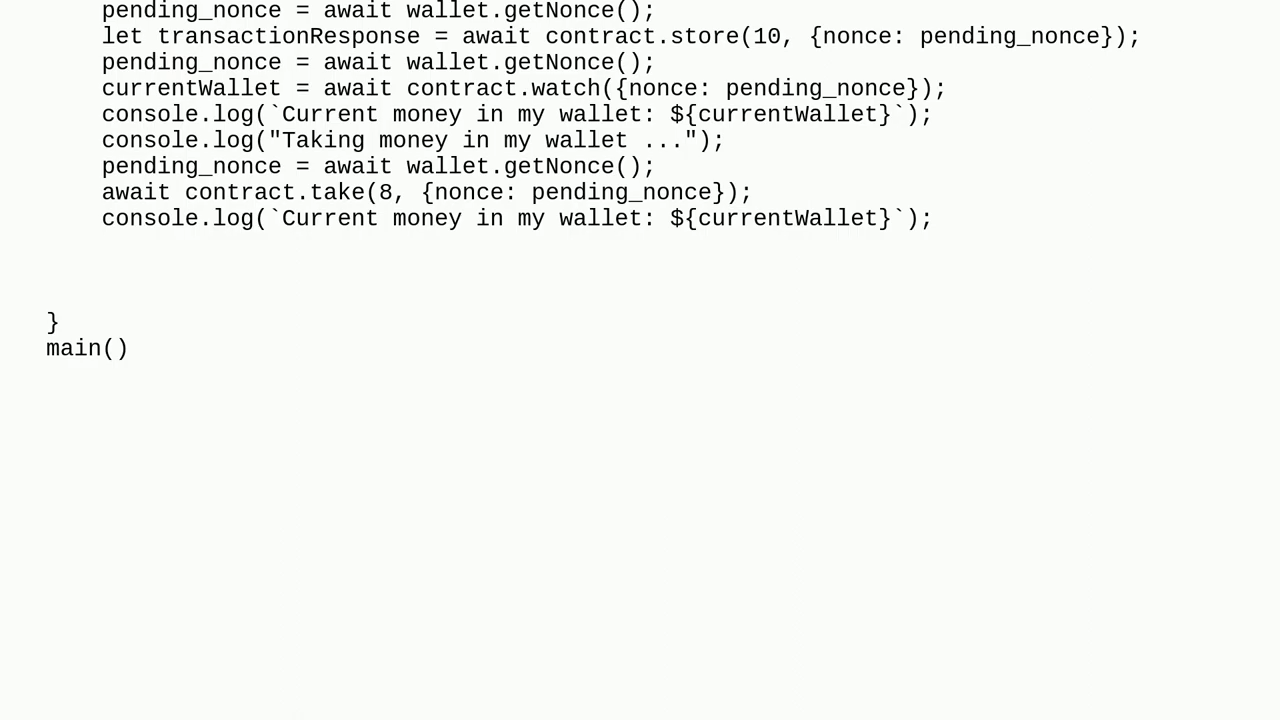 pending_nonce = await wallet.getNonce();
let transactionResponse = await contract.store(10, {nonce: pending_nonce});
pending_nonce = await wallet.getNonce();
currentWallet = await contract.watch({nonce: pending_nonce});
console.log(`Current money in my wallet: ${currentWallet}`);
console.log("Taking money in my wallet ...");
pending_nonce = await wallet.getNonce();
await contract.take(8, {nonce: pending_nonce});
console.log(`Current money in my wallet: ${currentWallet}`);
}
main()